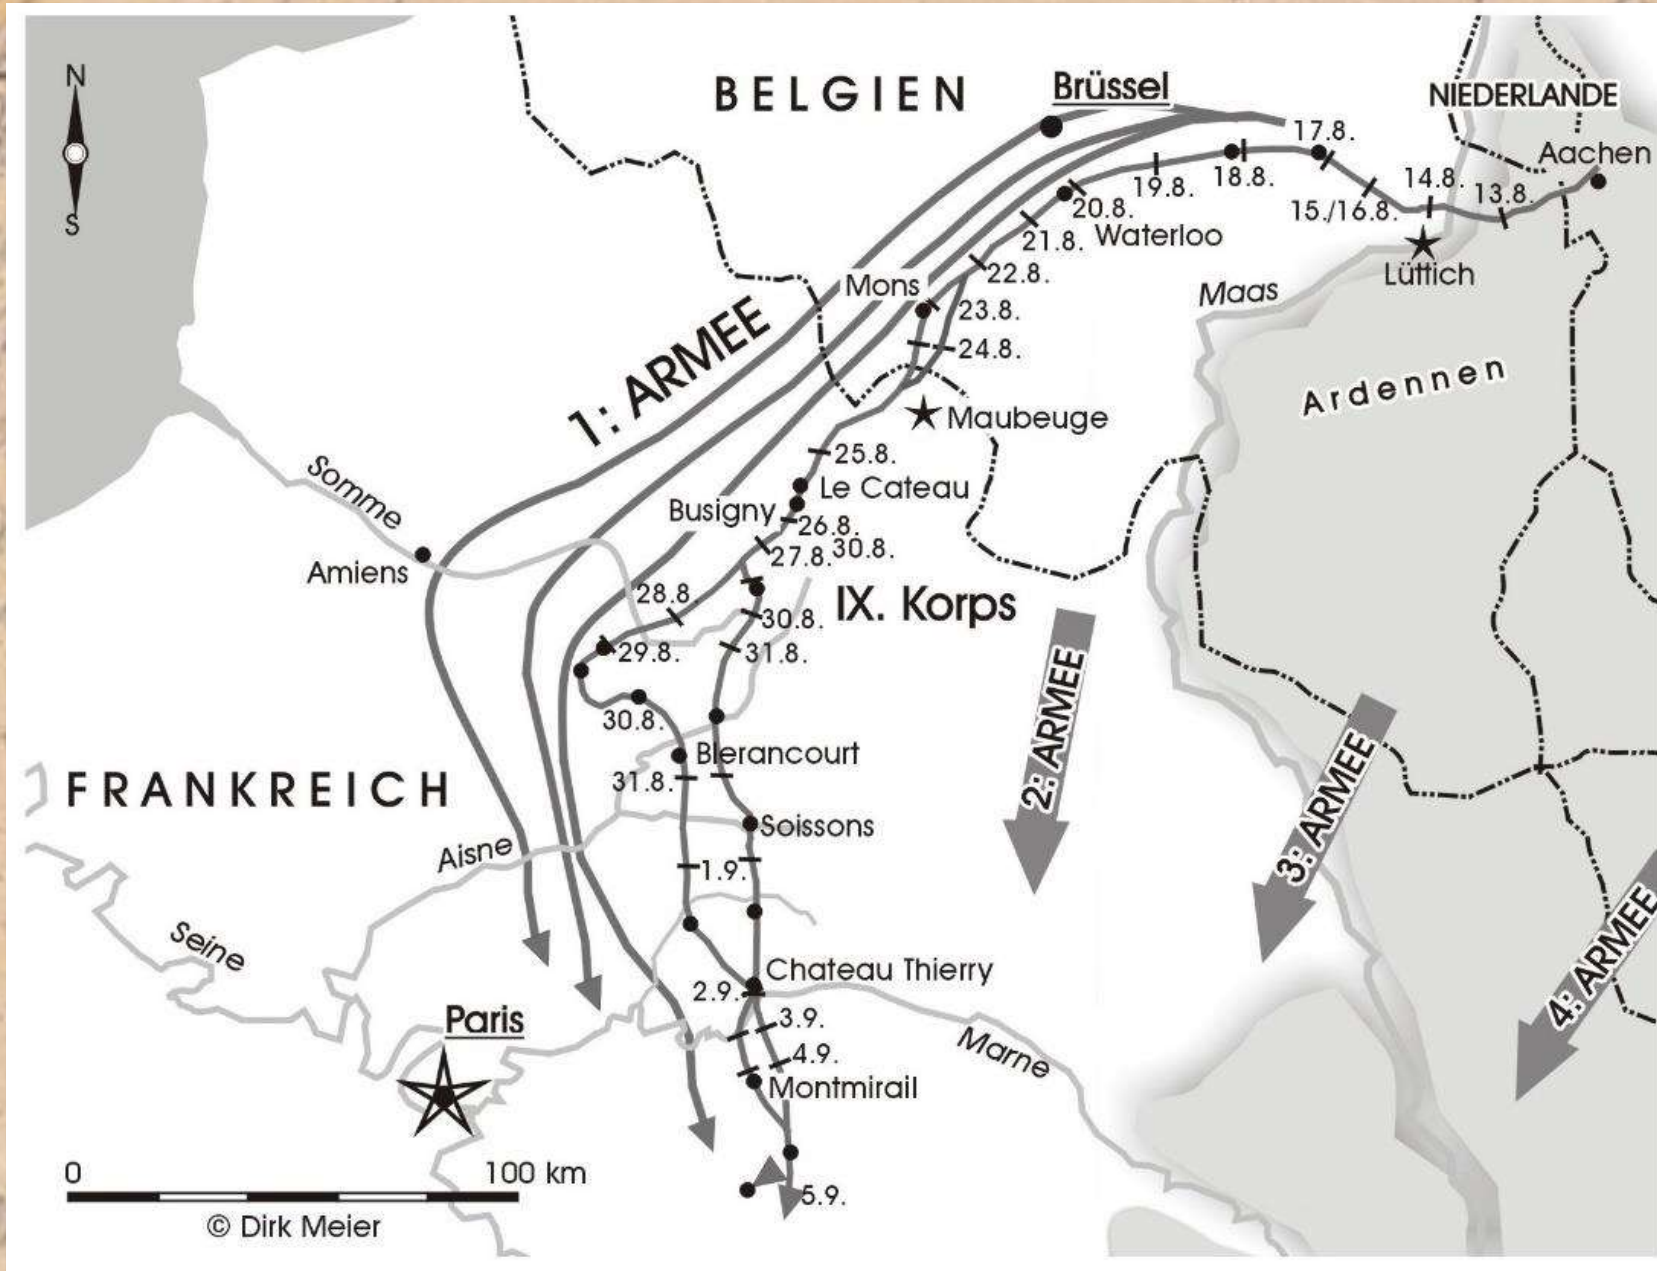 N
S
BELGIEN
Brüssel
NIEDERLANDE
17.8.
Aachen
14.8.
13.8.
18.8.
19.8.
15./16.8.
20.8.
21.8.
Waterloo
Lüttich
22.8.
Mons
Maas
23.8.
24.8.
1: ARMEE
Ardennen
Maubeuge
25.8.
Le Cateau
Somme
Busigny
26.8.
27.8.
30.8.
Amiens
28.8.
IX. Korps
30.8.
29.8.
31.8.
30.8.
2: ARMEE
Blerancourt
31.8.
FRANKREICH
3: ARMEE
Soissons
Aisne
1.9.
Seine
4: ARMEE
Chateau Thierry
2.9.
3.9.
Paris
4.9.
Marne
Montmirail
0
100 km
5.9.
© Dirk Meier